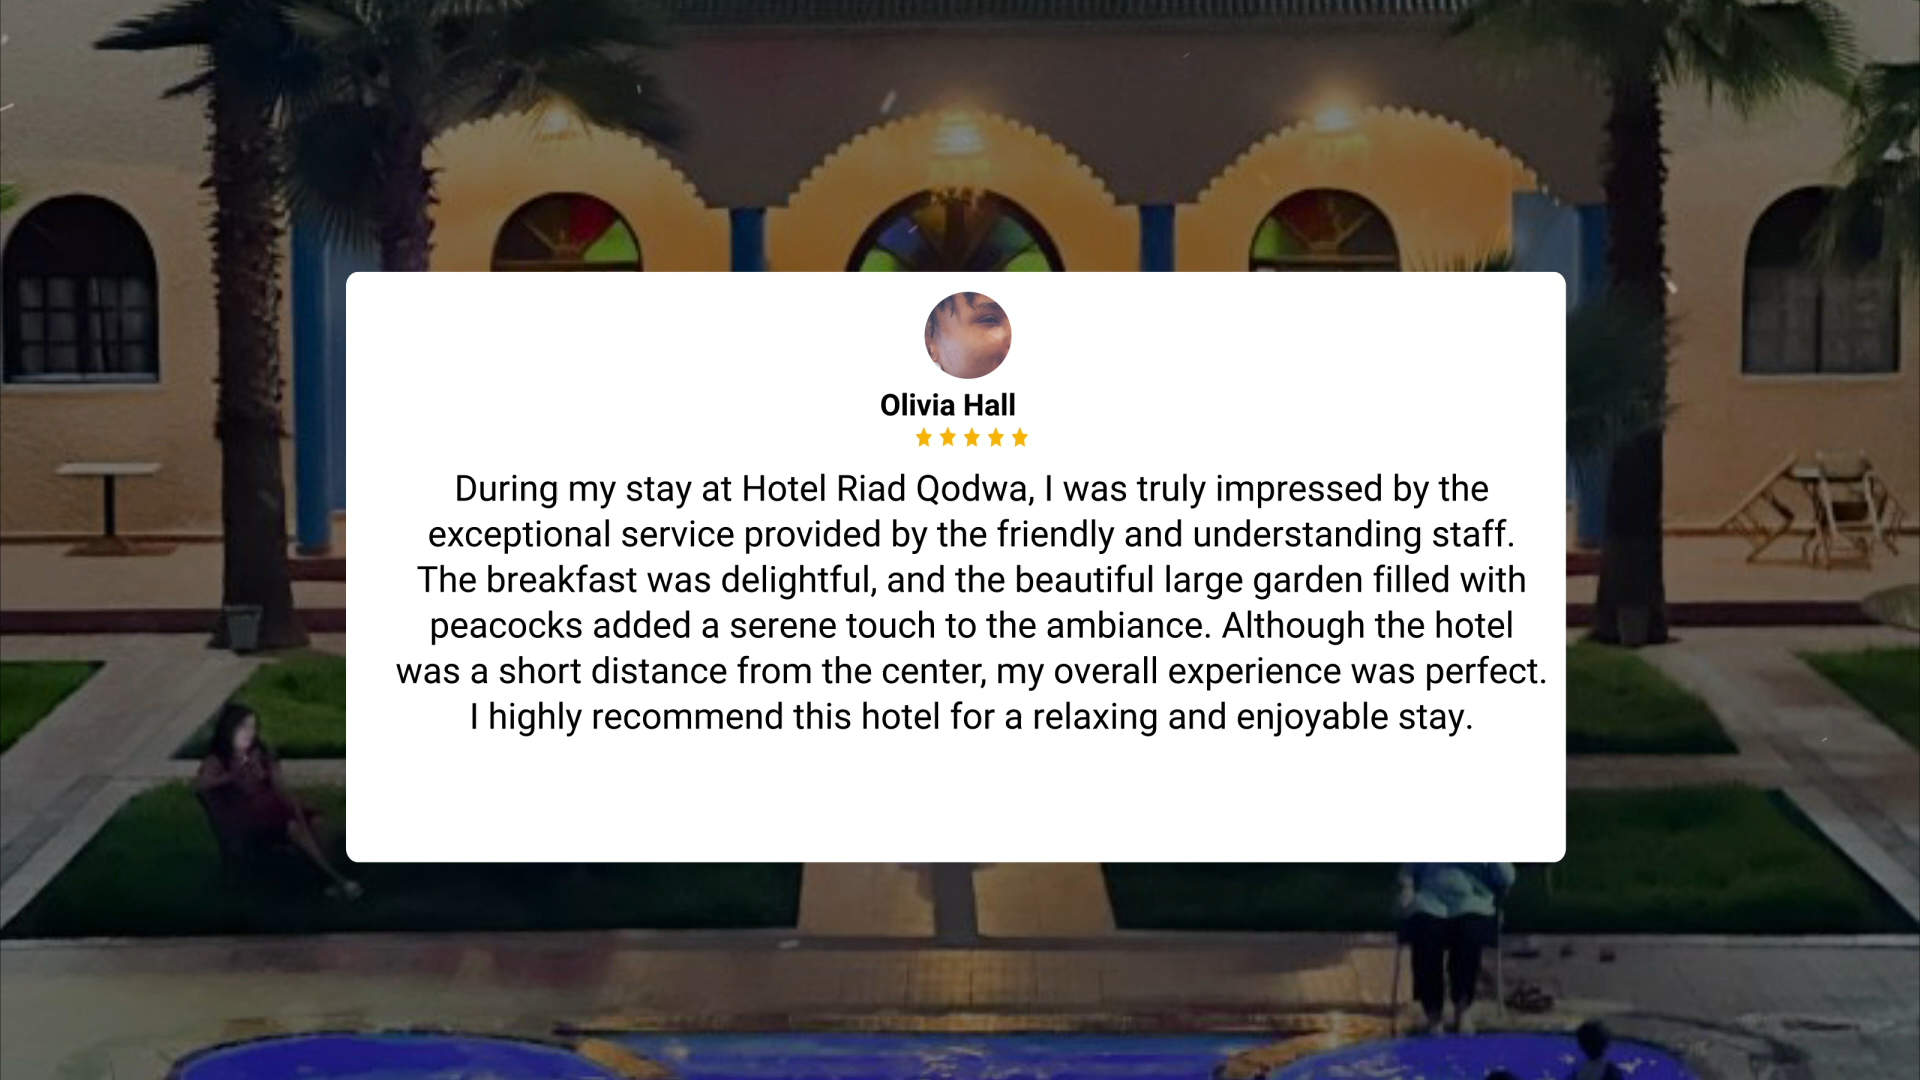 Olivia Hall
During my stay at Hotel Riad Qodwa, I was truly impressed by the
exceptional service provided by the friendly and understanding staff.
The breakfast was delightful, and the beautiful large garden filled with
peacocks added a serene touch to the ambiance. Although the hotel
was a short distance from the center, my overall experience was perfect.
I highly recommend this hotel for a relaxing and enjoyable stay.